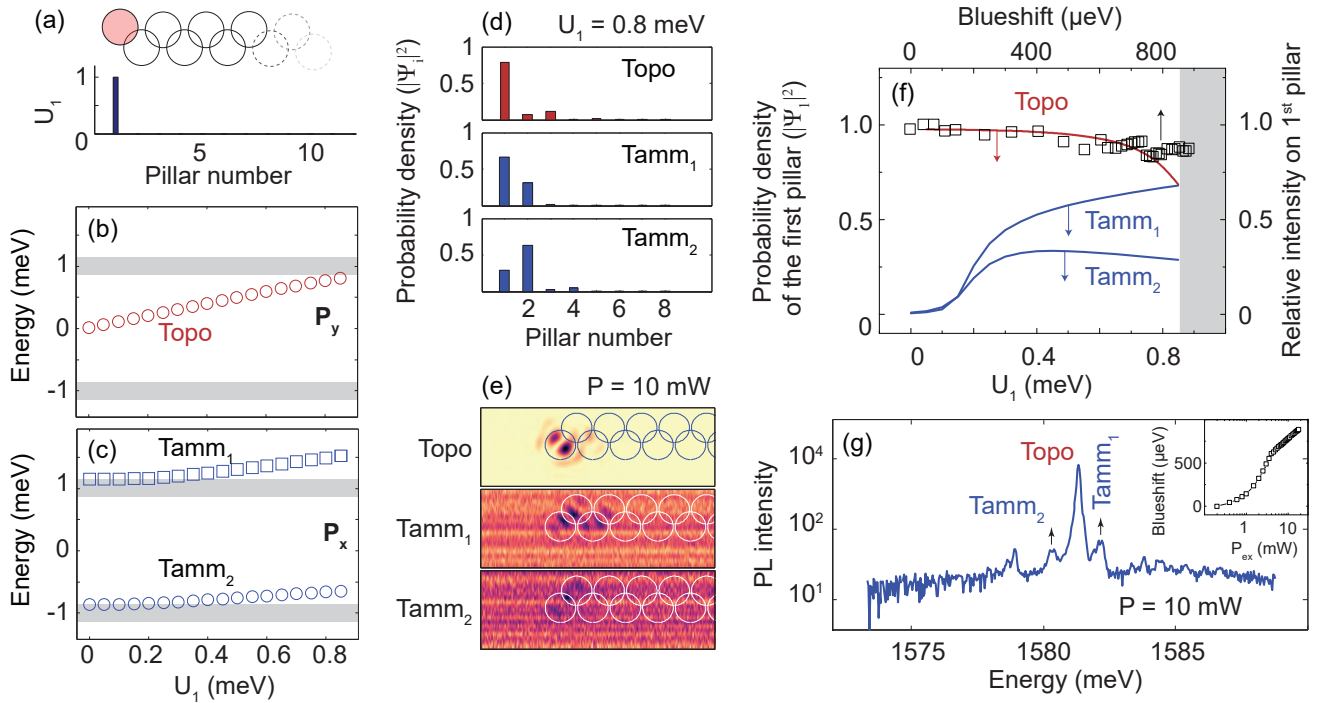 (a)
U₁
1
0
5
10
Pillar number
(b)
Energy (meV)
1
0
-1
Topo
P_y
(c)
Energy (meV)
1
0
-1
Tamm₁
P_x
Tamm₂
0
0.2
0.4
0.6
0.8
U₁ (meV)
(d)
U₁ = 0.8 meV
Probability density (|Ψᵢ|²)
1
0.5
Topo
1
0.5
Tamm₁
1
0.5
Tamm₂
0
2
4
6
8
Pillar number
(e)
P = 10 mW
Topo
Tamm₁
Tamm₂
Blueshift (μeV)
0
400
800
(f)
Probability density
of the first pillar (|Ψ₁|²)
1.0
0.5
0
Topo
Tamm₁
Tamm₂
1.0
0.5
0
Relative intensity on 1ˢᵗ pillar
0
0.4
0.8
U₁ (meV)
(g)
PL intensity
10⁴
10²
10¹
Tamm₂
Topo
Tamm₁
P = 10 mW
Blueshift (μeV)
500
0
1
10
P_ex (mW)
1575
1580
1585
Energy (meV)